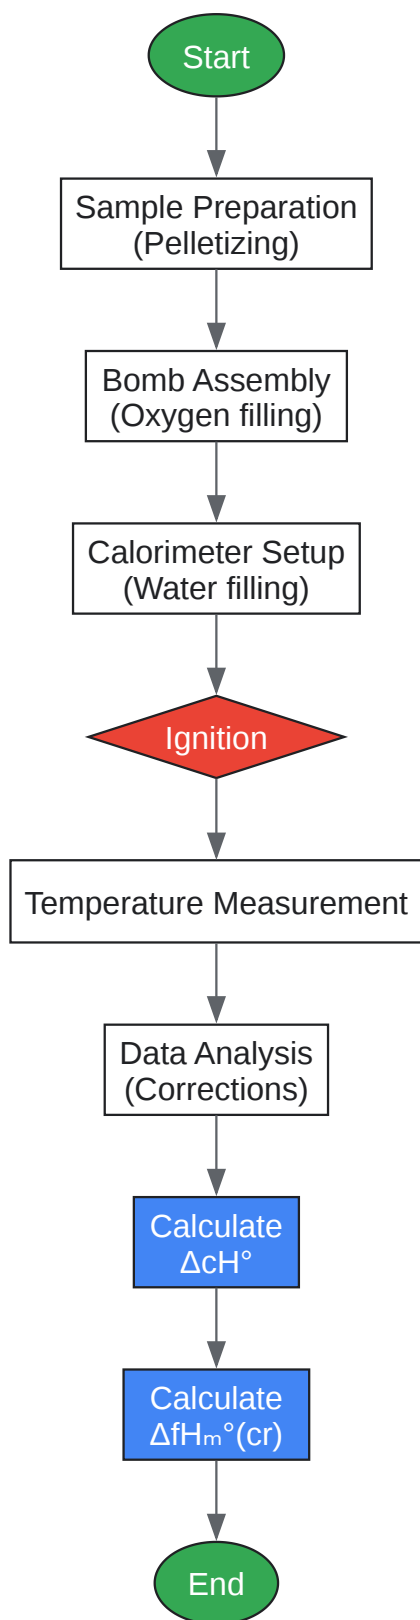 Start
Sample Preparation
(Pelletizing)
Bomb Assembly
(Oxygen filling)
Calorimeter Setup
(Water filling)
Ignition
Temperature Measurement
Data Analysis
(Corrections)
Calculate
ΔcH°
Calculate
ΔfHₘ°(cr)
End